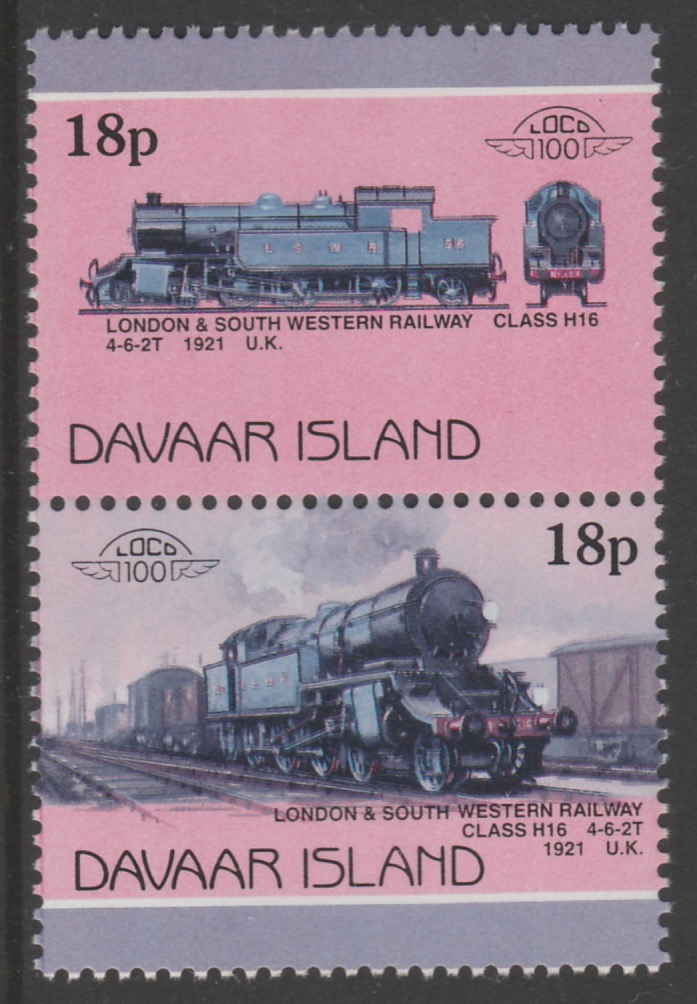 18p
LOCO
100
L S W R
LONDON & SOUTH WESTERN RAILWAY CLASS H16
4-6-2T 1921 U.K.
DAVAAR ISLAND
LOCO
100
18p
LONDON & SOUTH WESTERN RAILWAY
CLASS H16 4-6-2T
1921 U.K.
DAVAAR ISLAND